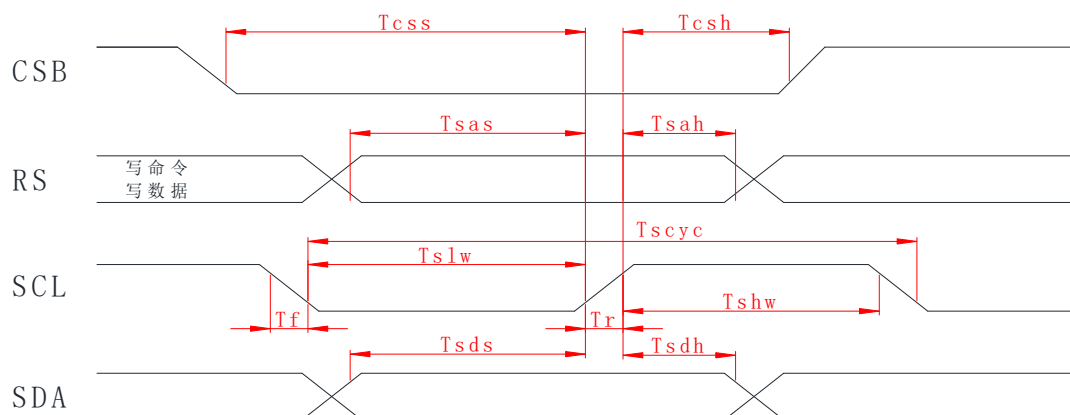 Tcss
Tcsh
CSB
Tsas
Tsah
RS
写命令
写数据
Tscyc
Tslw
SCL
Tshw
Tf
Tr
Tsds
Tsdh
SDA